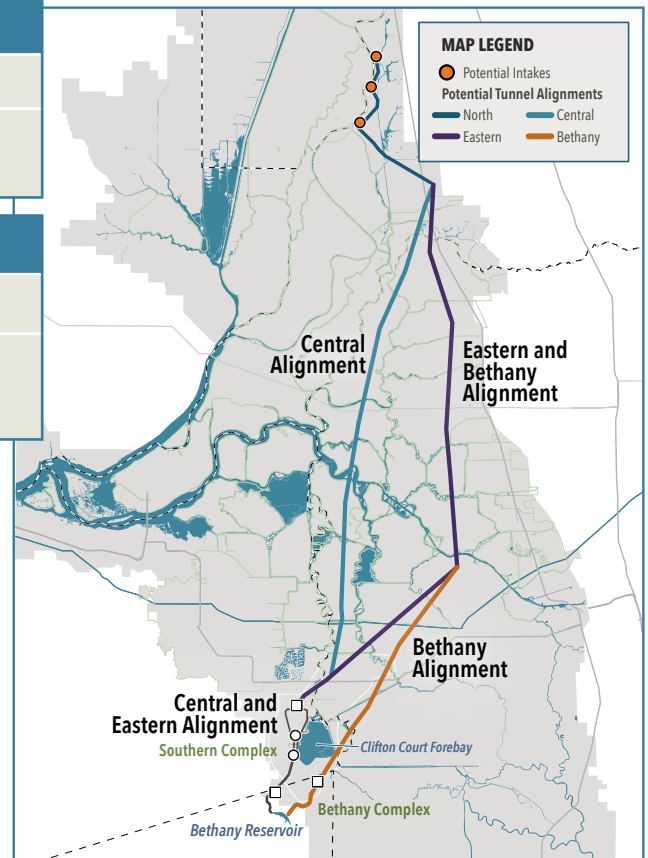 MAP LEGEND
Potential Intakes
Potential Tunnel Alignments
North
Central
Eastern
Bethany
Central
Alignment
Eastern and
Bethany
Alignment
Bethany
Alignment
Central and
Eastern Alignment
Southern Complex
Clifton Court Forebay
Bethany Complex
Bethany Reservoir